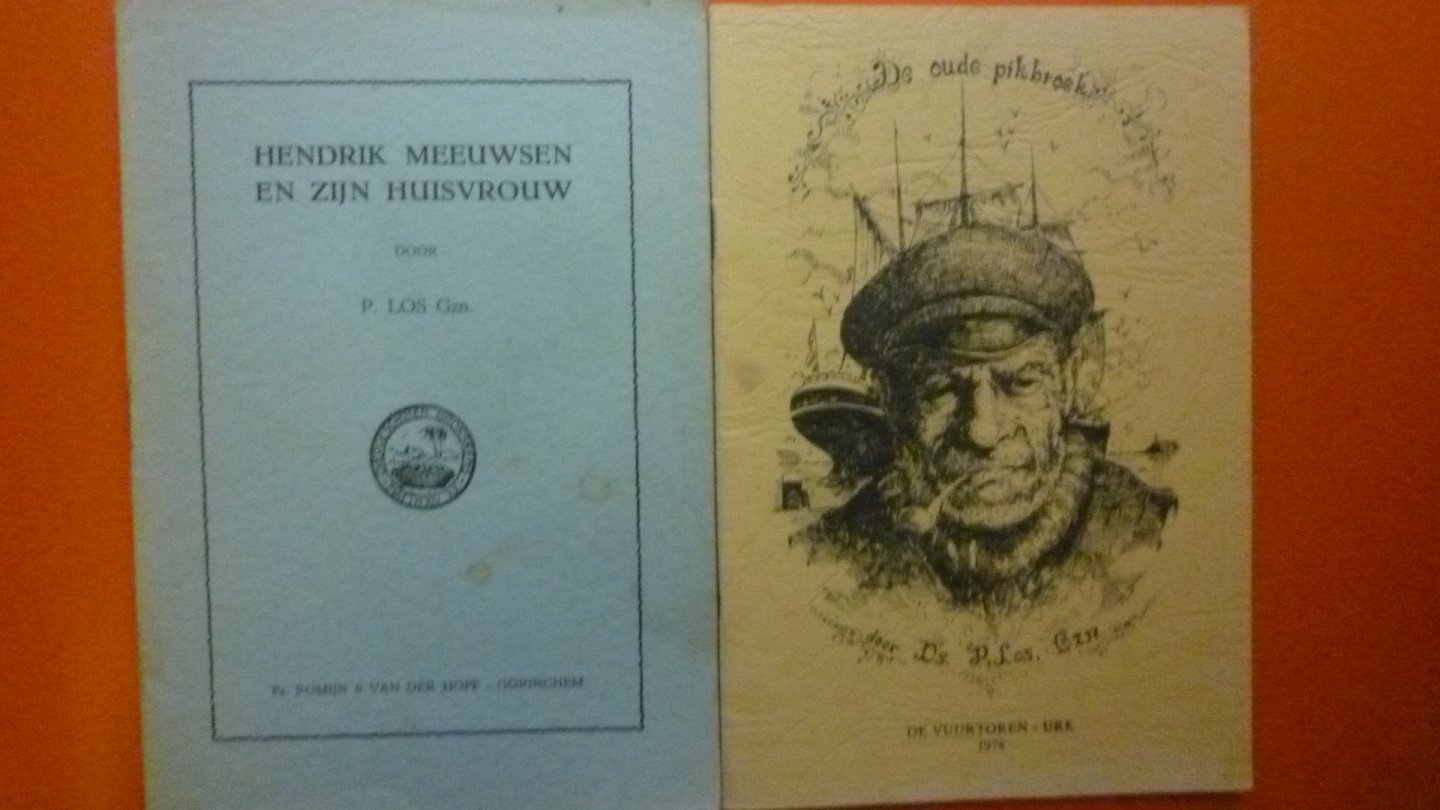 HENDRIK MEEUWSEN
EN ZIJN HUISVROUW
DOOR
P. LOS Gzn.
Fa. ROMIJN & VAN DER HOFF - GORINCHEM
De oude pikbroek
door Ds. P. Los. Gzn
DE VUURTOREN - URK
1978